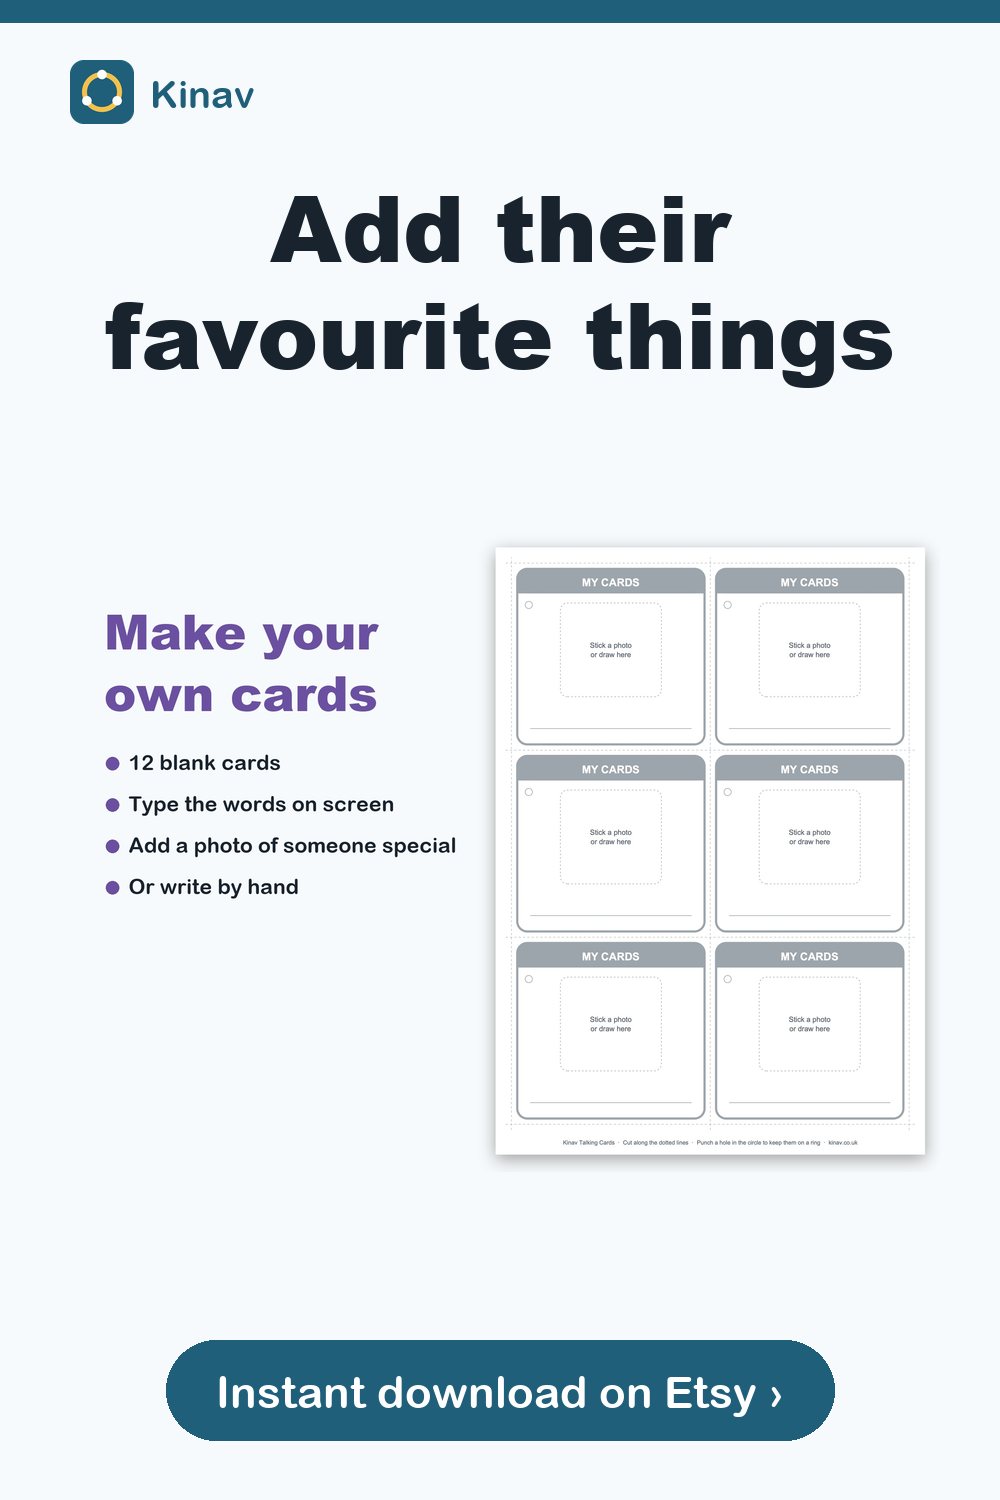 Kinav
Add their
favourite things
Make your
own cards
12 blank cards
Type the words on screen
Add a photo of someone special
Or write by hand
MY CARDS
Stick a photo
or draw here
MY CARDS
Stick a photo
or draw here
MY CARDS
Stick a photo
or draw here
MY CARDS
Stick a photo
or draw here
MY CARDS
Stick a photo
or draw here
MY CARDS
Stick a photo
or draw here
Kinav Talking Cards · Cut along the dotted lines · Punch a hole in the circle to keep them on a ring · kinav.co.uk
Instant download on Etsy ›